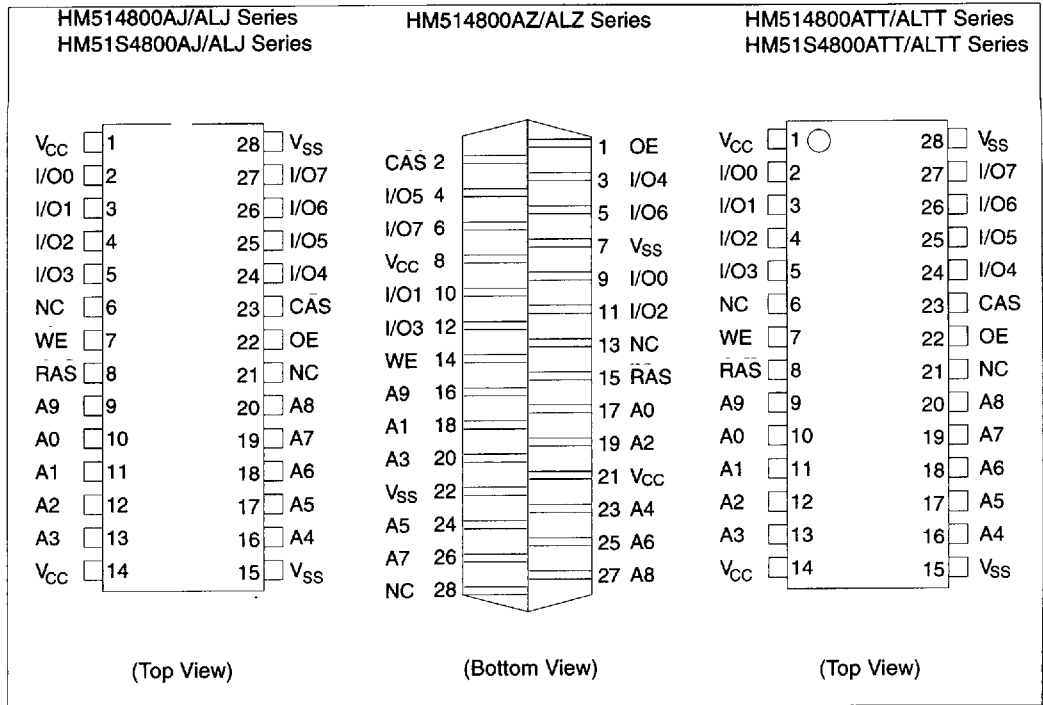 HM514800AJ/ALJ Series
HM51S4800AJ/ALJ Series
VCC 1 28 VSS
I/O0 2 27 I/O7
I/O1 3 26 I/O6
I/O2 4 25 I/O5
I/O3 5 24 I/O4
NC 6 23 CAS
WE 7 22 OE
RAS 8 21 NC
A9 9 20 A8
A0 10 19 A7
A1 11 18 A6
A2 12 17 A5
A3 13 16 A4
VCC 14 15 VSS
(Top View)
HM514800AZ/ALZ Series
1 OE
CAS 2
3 I/O4
I/O5 4
5 I/O6
I/O7 6
7 VSS
VCC 8
9 I/O0
I/O1 10
11 I/O2
I/O3 12
13 NC
WE 14
15 RAS
A9 16
17 A0
A1 18
19 A2
A3 20
21 VCC
VSS 22
23 A4
A5 24
25 A6
A7 26
27 A8
NC 28
(Bottom View)
HM514800ATT/ALTT Series
HM51S4800ATT/ALTT Series
VCC 1 28 VSS
I/O0 2 27 I/O7
I/O1 3 26 I/O6
I/O2 4 25 I/O5
I/O3 5 24 I/O4
NC 6 23 CAS
WE 7 22 OE
RAS 8 21 NC
A9 9 20 A8
A0 10 19 A7
A1 11 18 A6
A2 12 17 A5
A3 13 16 A4
VCC 14 15 VSS
(Top View)